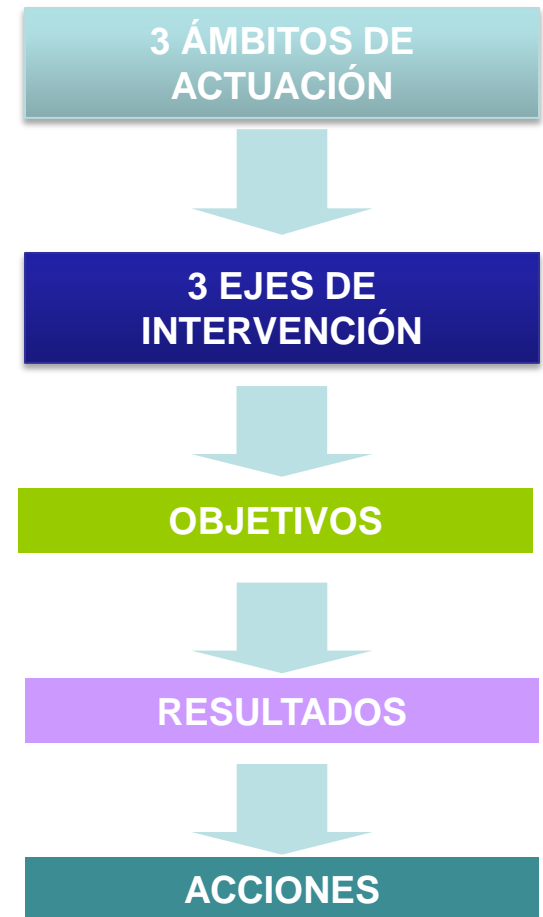 3 ÁMBITOS DE
ACTUACIÓN
3 EJES DE
INTERVENCIÓN
OBJETIVOS
RESULTADOS
ACCIONES